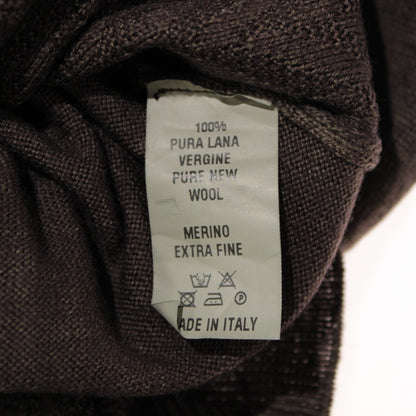 100%
PURA LANA
VERGINE
PURE NEW
WOOL
MERINO
EXTRA FINE
P
ADE IN ITALY